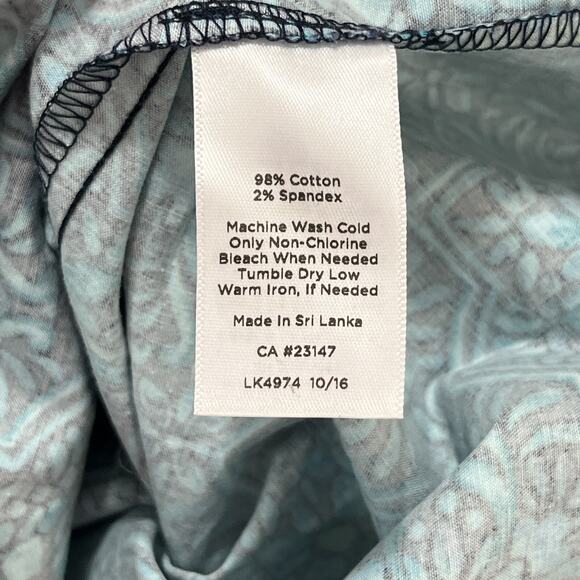 98% Cotton
2% Spandex
Machine Wash Cold
Only Non-Chlorine
Bleach When Needed
Tumble Dry Low
Warm Iron, If Needed
Made In Sri Lanka
CA #23147
LK4974 10/16